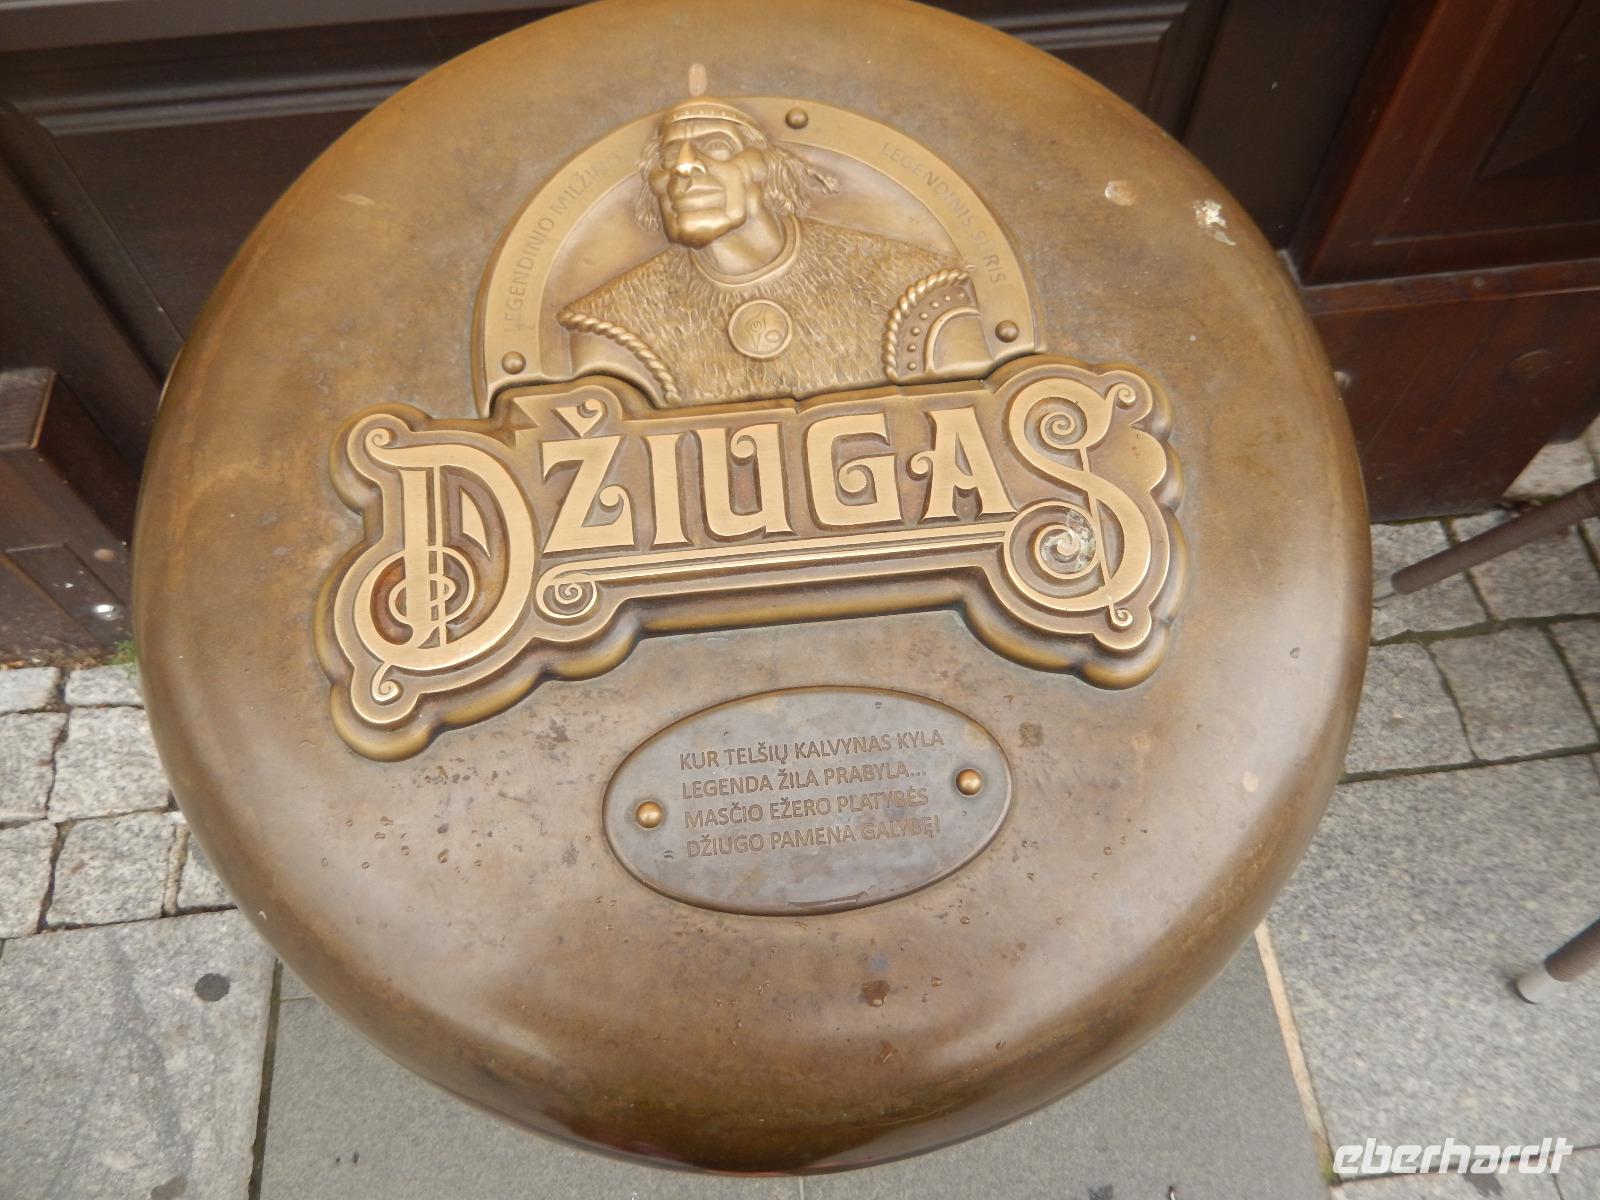 LEGENDINIO MILŽINO
LEGENDINIS SŪRIS
DŽIUGAS
KUR TELŠIŲ KALVYNAS KYLA
LEGENDA ŽILA PRABYLA...
MASČIO EŽERO PLATYBĖS
DŽIUGO PAMENA GALYBĘ!
eberhardt